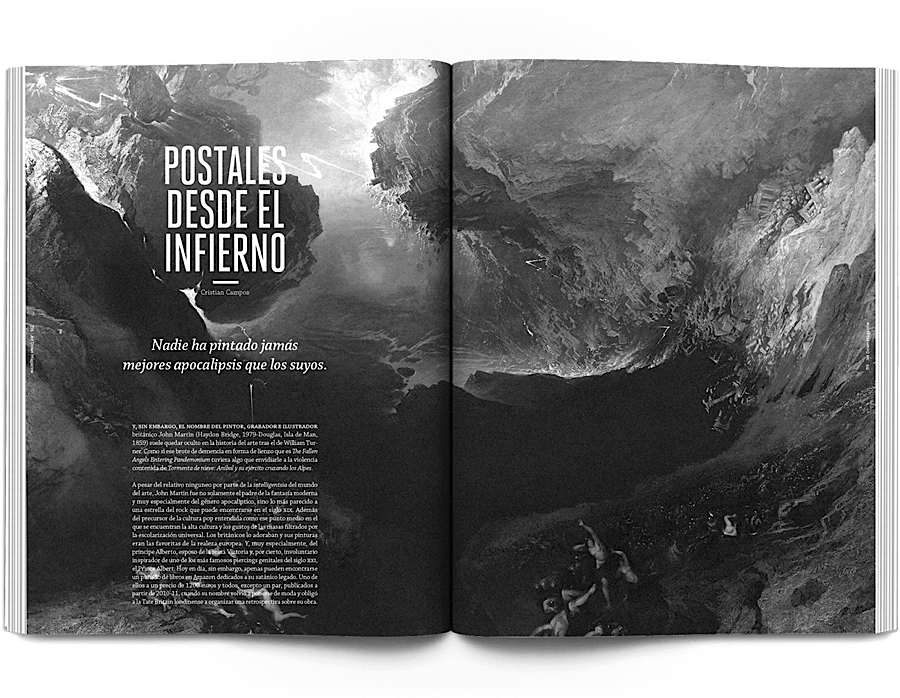 POSTALES
DESDE EL
INFIERNO
Cristian Campos
Nadie ha pintado jamás
mejores apocalipsis que los suyos.
Y, SIN EMBARGO, EL NOMBRE DEL PINTOR, GRABADOR E ILUSTRADOR
británico John Martin (Haydon Bridge, 1979-Douglas, Isla de Man,
1859) suele quedar oculto en la historia del arte tras el de William Tur-
ner. Como si ese brote de demencia en forma de lienzo que es The Fallen
Angels Entering Pandemonium tuviera algo que envidiarle a la violencia
contenida de Tormenta de nieve: Aníbal y su ejército cruzando los Alpes.
A pesar del relativo ninguneo por parte de la intelligentsia del mundo
del arte, John Martin fue no solamente el padre de la fantasía moderna
y muy especialmente del género apocalíptico, sino lo más parecido a
una estrella del rock que puede encontrarse en el siglo XIX. Además
del precursor de la cultura pop entendida como ese punto medio en el
que se encuentran la alta cultura y los gustos de las masas filtrados por
la escolarización universal. Los británicos lo adoraban y sus pinturas
eran las favoritas de la realeza europea. Y, muy especialmente, del
príncipe Alberto, esposo de la reina Victoria y, por cierto, involuntario
inspirador de uno de los más famosos piercings genitales del siglo XXI,
el Prince Albert. Hoy en día, sin embargo, apenas pueden encontrarse
un puñado de libros en Amazon dedicados a su satánico legado. Uno de
ellos a un precio de 1200 euros y todos, excepto un par, publicados a
partir de 2010-11, cuando su nombre volvió a ponerse de moda y obligó
a la Tate Britain londinense a organizar una retrospectiva sobre su obra.